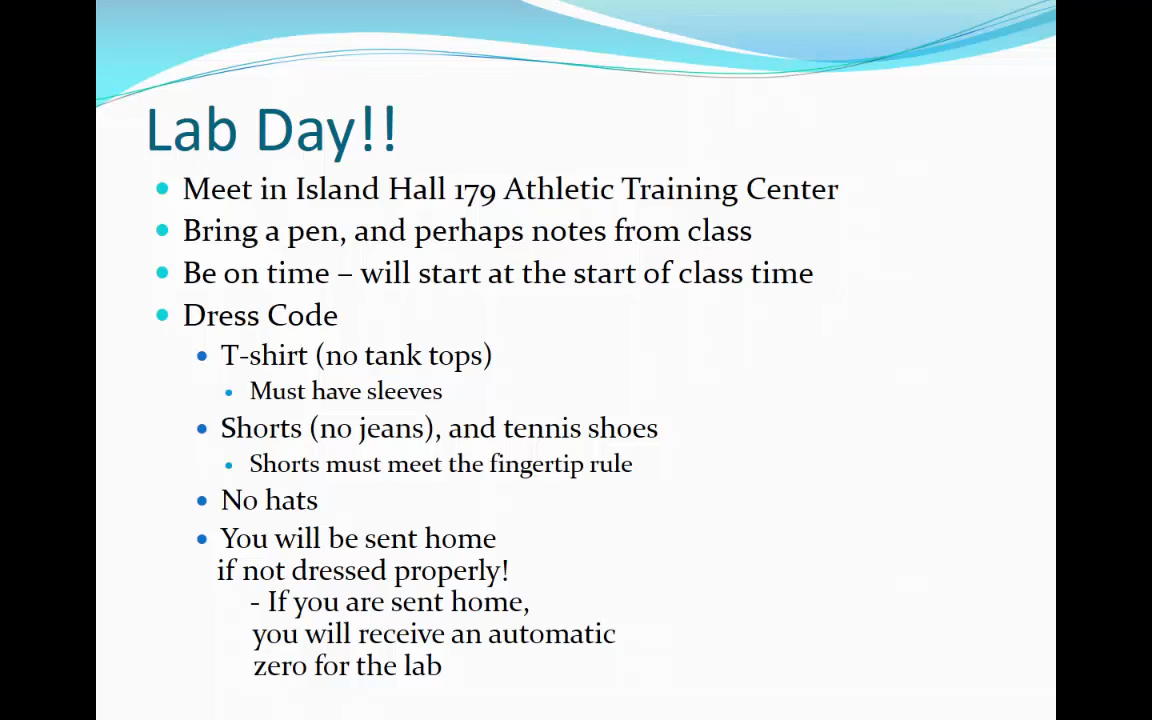 Lab Day!!
Meet in Island Hall 179 Athletic Training Center
Bring a pen, and perhaps notes from class
Be on time – will start at the start of class time
Dress Code
T-shirt (no tank tops)
Must have sleeves
Shorts (no jeans), and tennis shoes
Shorts must meet the fingertip rule
No hats
You will be sent home
if not dressed properly!
- If you are sent home,
you will receive an automatic
zero for the lab